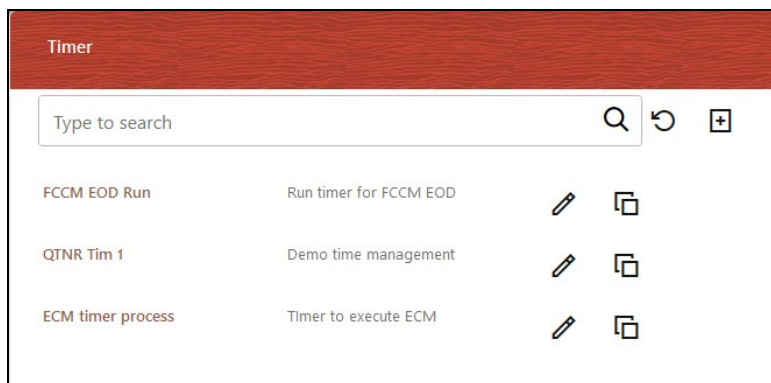 Timer
Type to search
FCCM EOD Run Run timer for FCCM EOD
QTNR Tim 1 Demo time management
ECM timer process TImer to execute ECM